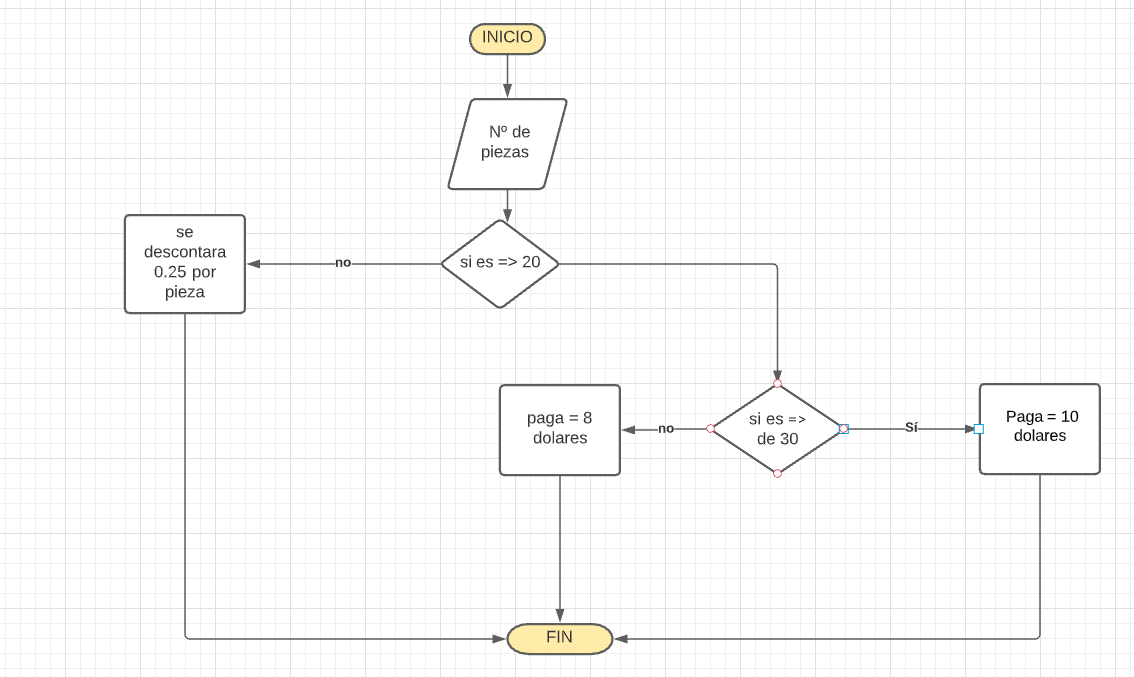 INICIO
Nº de
piezas
se
descontara
0.25 por
pieza
no
si es => 20
paga = 8
dolares
no
si es =>
de 30
Sí
Paga = 10
dolares
FIN